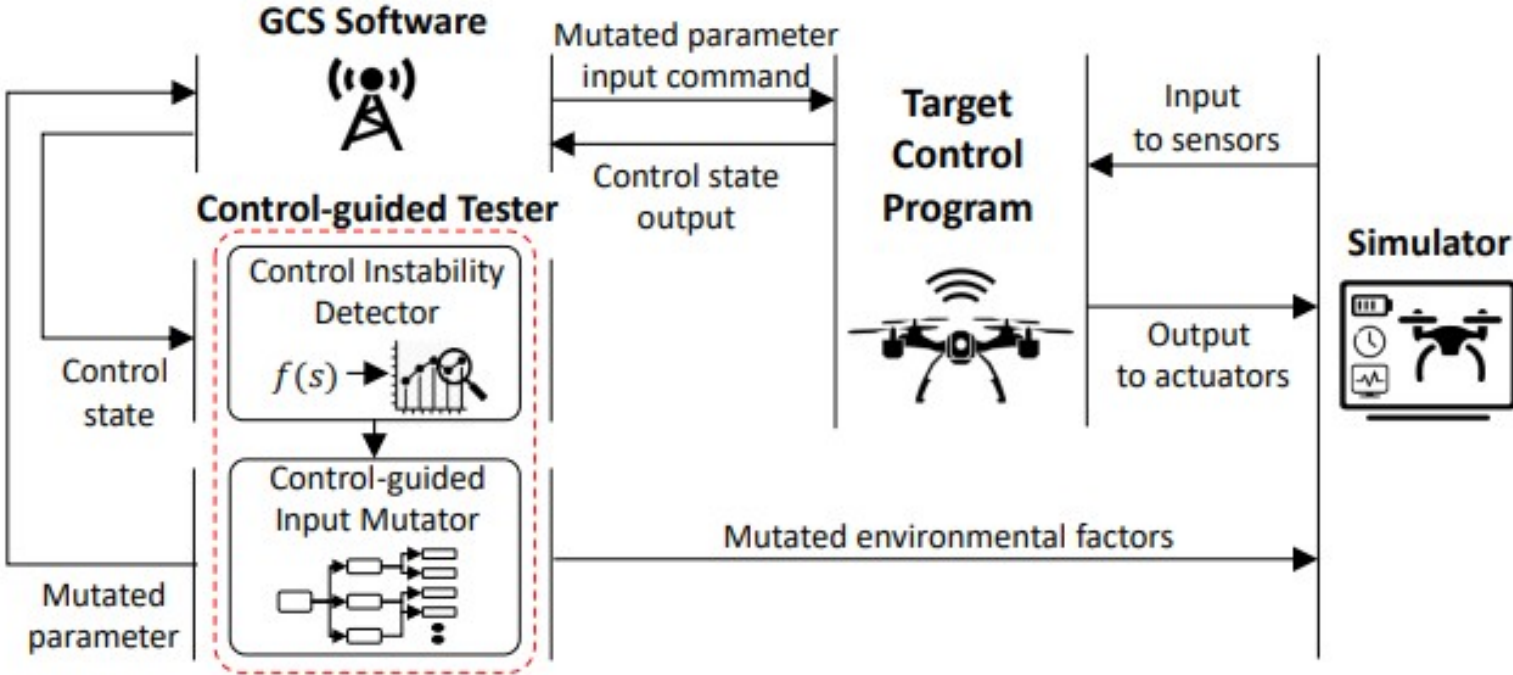 GCS Software
Mutated parameter
input command
Control state
output
Target
Control
Program
Input
to sensors
Output
to actuators
Simulator
Control-guided Tester
Control Instability
Detector
f(s)
Control
state
Control-guided
Input Mutator
Mutated
parameter
Mutated environmental factors